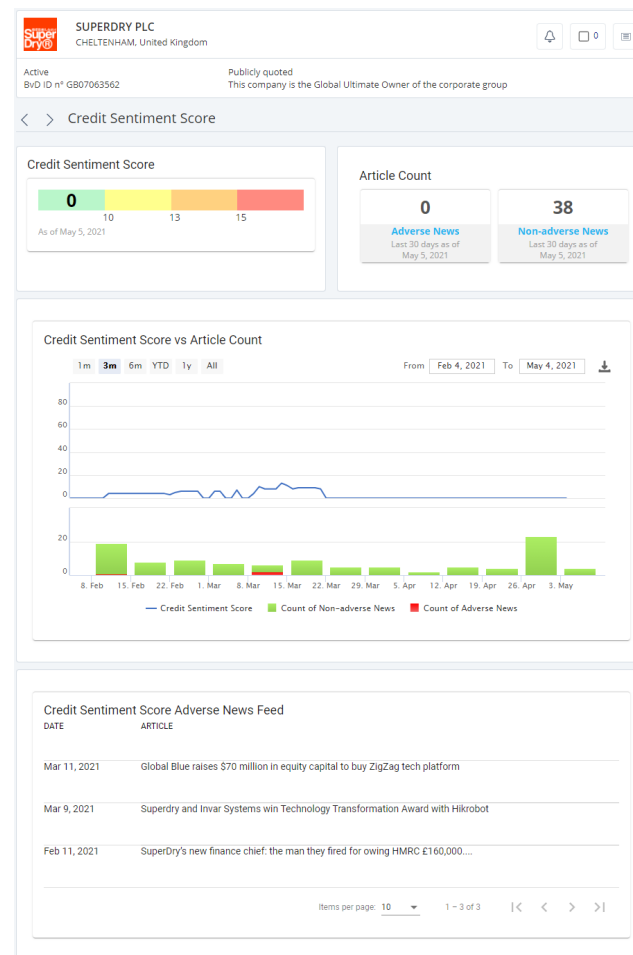 Super
Dry®
SUPERDRY PLC
CHELTENHAM, United Kingdom
0
Active
BvD ID n° GB07063562
Publicly quoted
This company is the Global Ultimate Owner of the corporate group
Credit Sentiment Score
Credit Sentiment Score
0
10 13 15
As of May 5, 2021
Article Count
0
Adverse News
Last 30 days as of
May 5, 2021
38
Non-adverse News
Last 30 days as of
May 5, 2021
Credit Sentiment Score vs Article Count
1m 3m 6m YTD 1y All
From Feb 4, 2021 To May 4, 2021
80
60
40
20
0
20
0
8. Feb 15. Feb 22. Feb 1. Mar 8. Mar 15. Mar 22. Mar 29. Mar 5. Apr 12. Apr 19. Apr 26. Apr 3. May
Credit Sentiment Score Count of Non-adverse News Count of Adverse News
Credit Sentiment Score Adverse News Feed
DATE ARTICLE
Mar 11, 2021 Global Blue raises $70 million in equity capital to buy ZigZag tech platform
Mar 9, 2021 Superdry and Invar Systems win Technology Transformation Award with Hikrobot
Feb 11, 2021 SuperDry's new finance chief: the man they fired for owing HMRC £160,000....
Items per page: 10 1 – 3 of 3